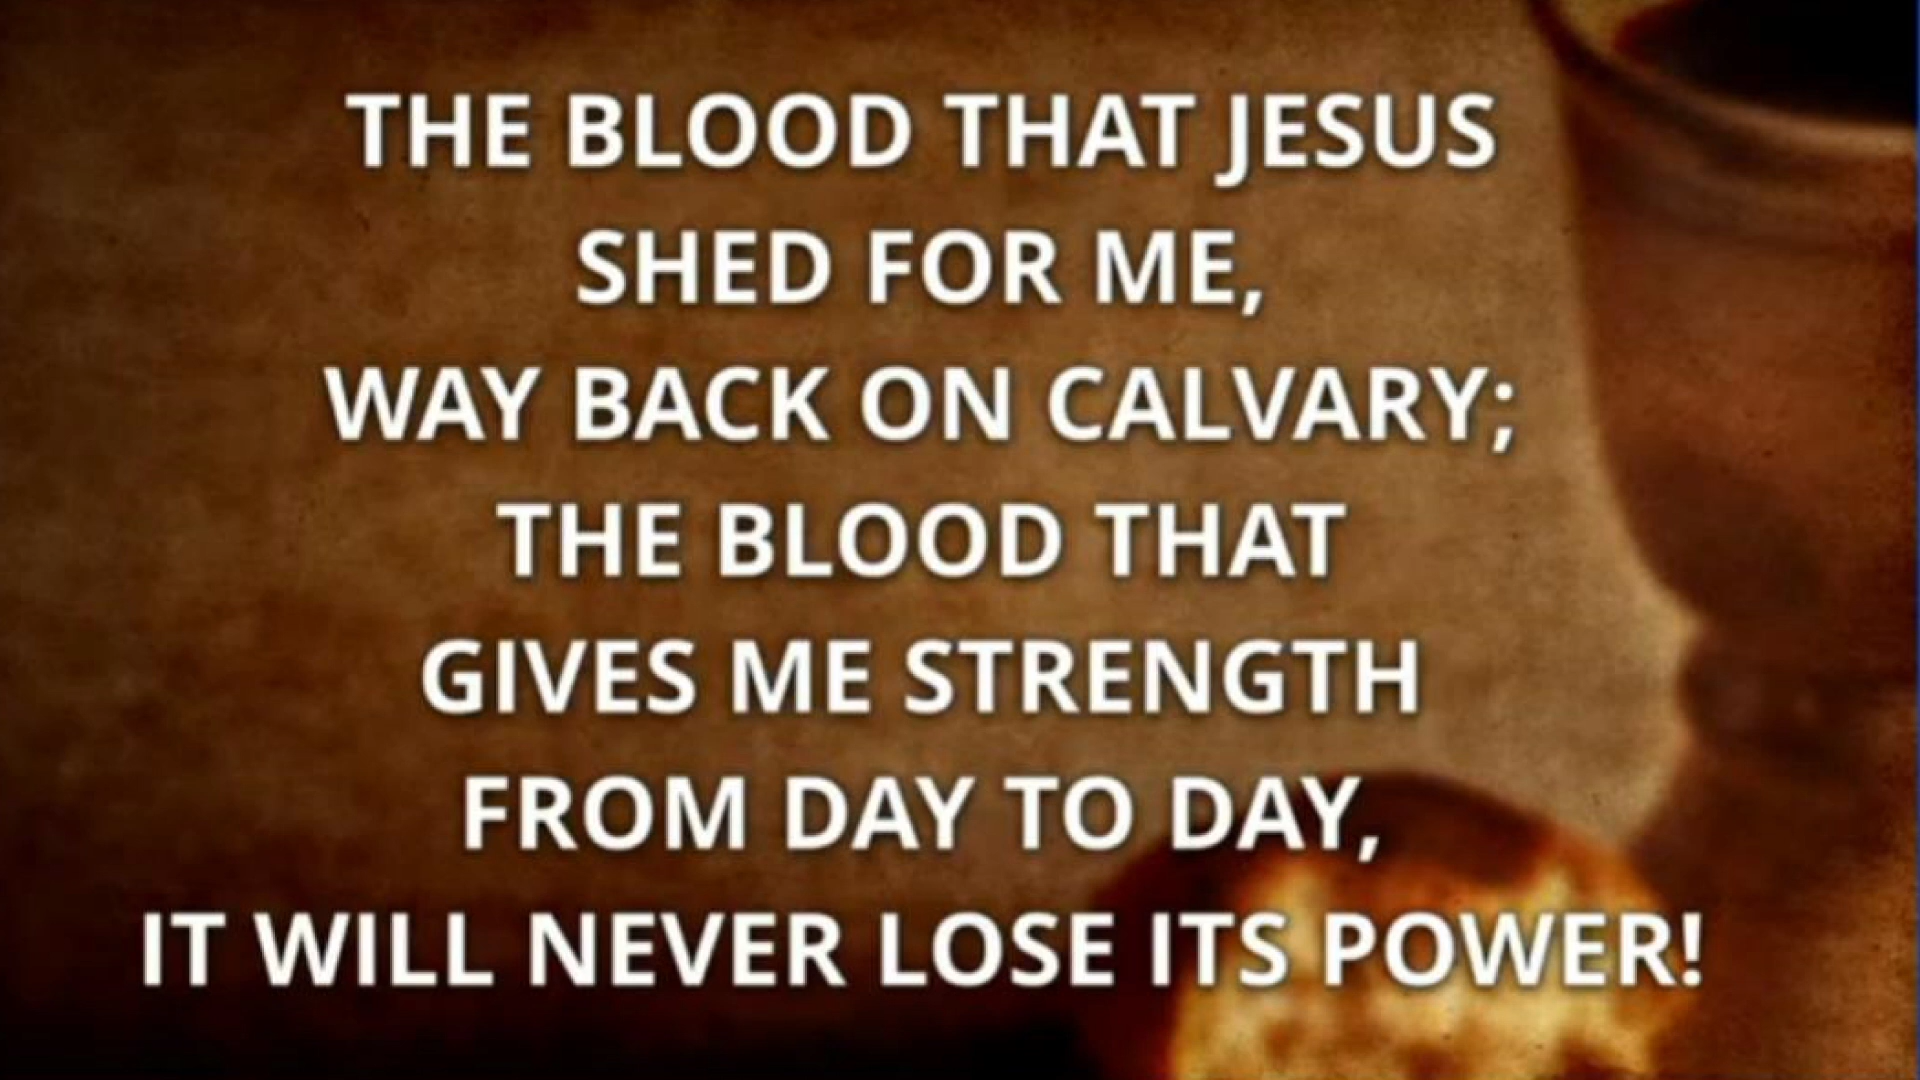 THE BLOOD THAT JESUS
SHED FOR ME,
WAY BACK ON CALVARY;
THE BLOOD THAT
GIVES ME STRENGTH
FROM DAY TO DAY,
IT WILL NEVER LOSE ITS POWER!